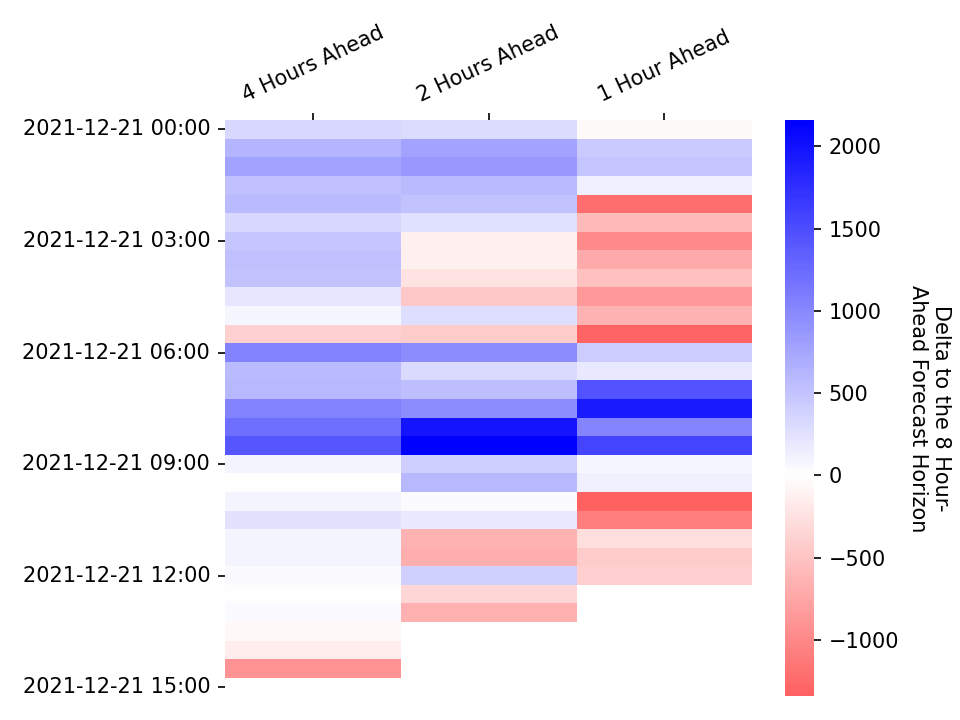 4 Hours Ahead
2 Hours Ahead
1 Hour Ahead
2021-12-21 00:00
2021-12-21 03:00
2021-12-21 06:00
2021-12-21 09:00
2021-12-21 12:00
2021-12-21 15:00
2000
1500
1000
500
0
−500
−1000
Delta to the 8 Hour-
Ahead Forecast Horizon